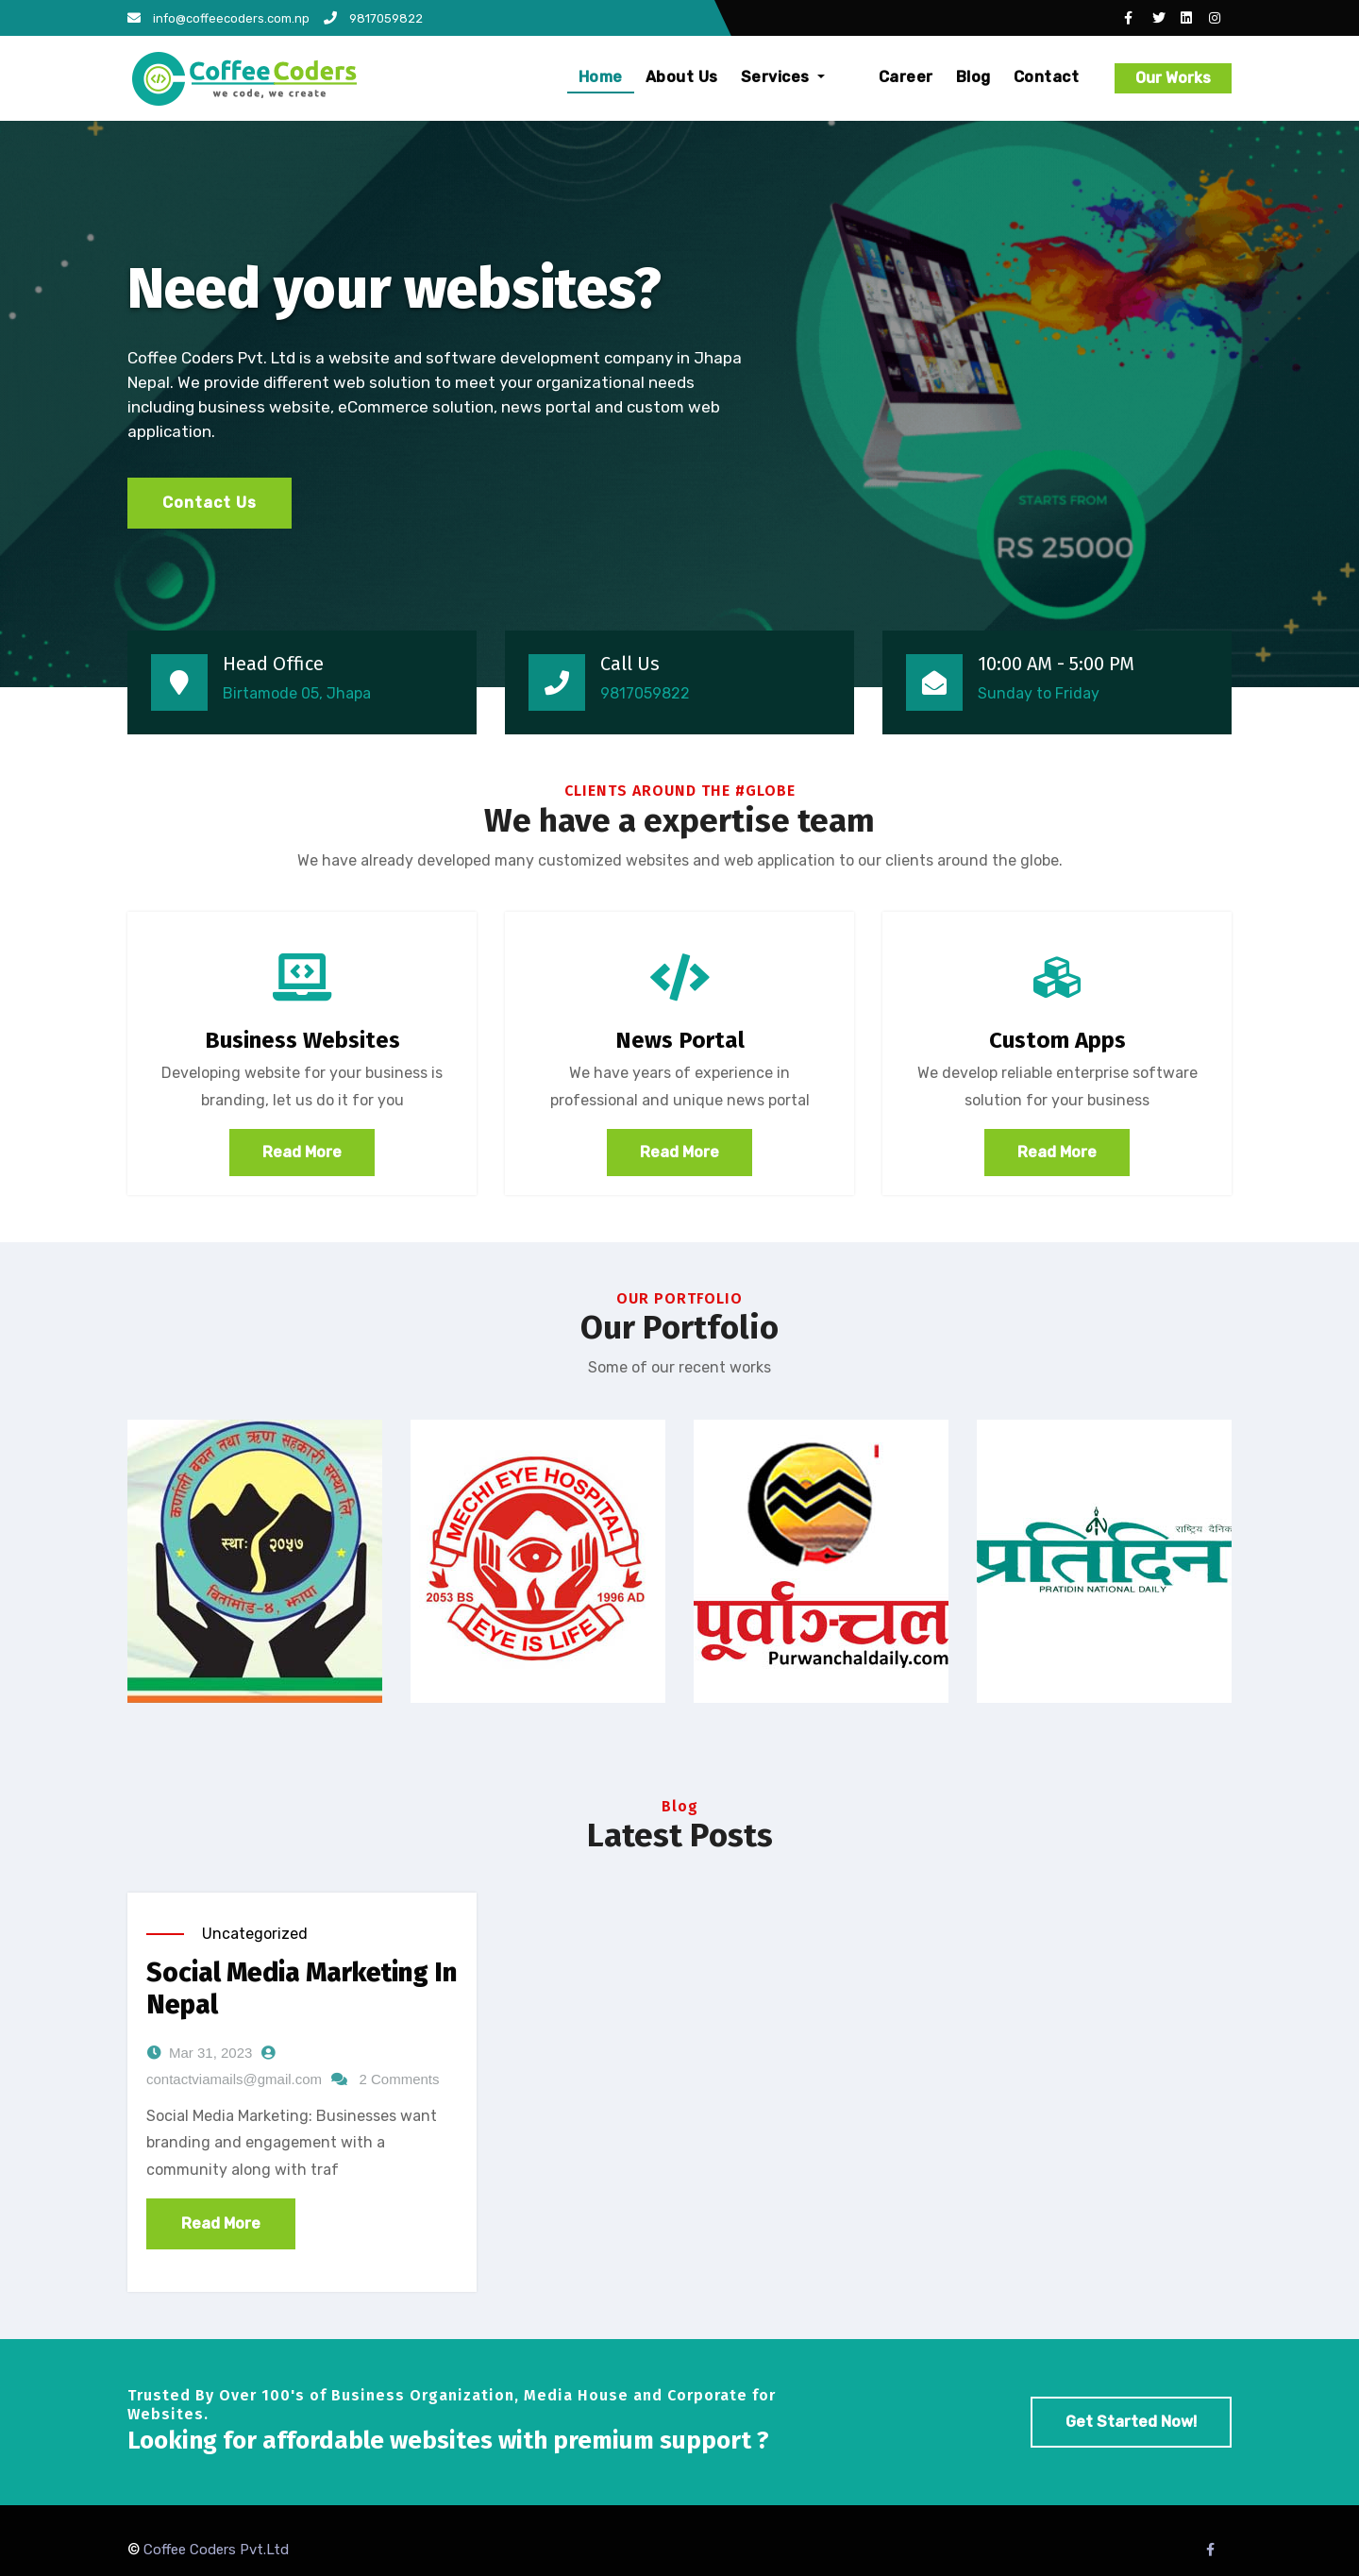 info@coffeecoders.com.np 9817059822
CoffeeCoders
we code, we create
Home About Us Services Career Blog Contact Our Works
Need your websites?
Coffee Coders Pvt. Ltd is a website and software development company in Jhapa
Nepal. We provide different web solution to meet your organizational needs
including business website, eCommerce solution, news portal and custom web
application.
Contact Us
STARTS FROM
RS 25000
Head Office
Birtamode 05, Jhapa
Call Us
9817059822
10:00 AM - 5:00 PM
Sunday to Friday
CLIENTS AROUND THE #GLOBE
We have a expertise team
We have already developed many customized websites and web application to our clients around the globe.
Business Websites
Developing website for your business is
branding, let us do it for you
Read More
News Portal
We have years of experience in
professional and unique news portal
Read More
Custom Apps
We develop reliable enterprise software
solution for your business
Read More
OUR PORTFOLIO
Our Portfolio
Some of our recent works
कर्णाली बचत तथा ऋण सहकारी संस्था लि.
स्था: २०५७
वितामोड-४, झापा
MECHI EYE HOSPITAL
2053 BS 1996 AD
EYE IS LIFE
पूर्वाञ्चल
Purwanchaldaily.com
राष्ट्रिय दैनिक
प्रतिदिन
PRATIDIN NATIONAL DAILY
Blog
Latest Posts
Uncategorized
Social Media Marketing In
Nepal
Mar 31, 2023
contactviamails@gmail.com 2 Comments
Social Media Marketing: Businesses want
branding and engagement with a
community along with traf
Read More
Trusted By Over 100's of Business Organization, Media House and Corporate for
Websites.
Looking for affordable websites with premium support ?
Get Started Now!
© Coffee Coders Pvt.Ltd